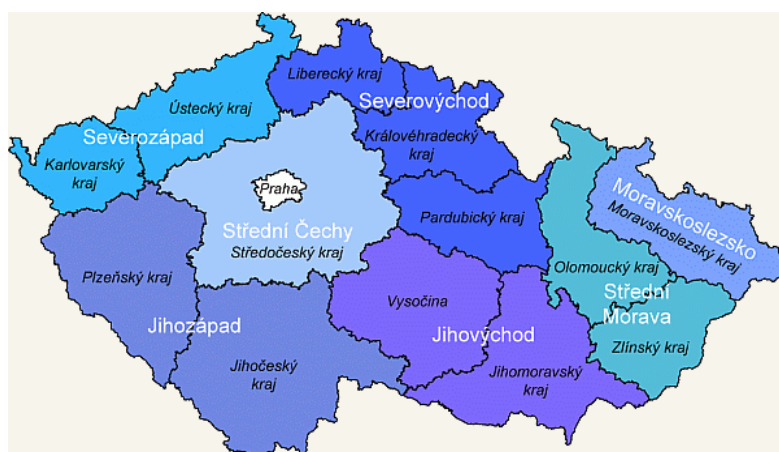 Liberecký kraj
Severovýchod
Ústecký kraj
Severozápad
Královéhradecký
kraj
Karlovarský
kraj
Praha
Moravskoslezsko
Moravskoslezský kraj
Střední Čechy
Středočeský kraj
Pardubický kraj
Plzeňský kraj
Olomoucký kraj
Střední
Morava
Vysočina
Jihozápad
Jihovýchod
Zlínský kraj
Jihočeský
kraj
Jihomoravský
kraj